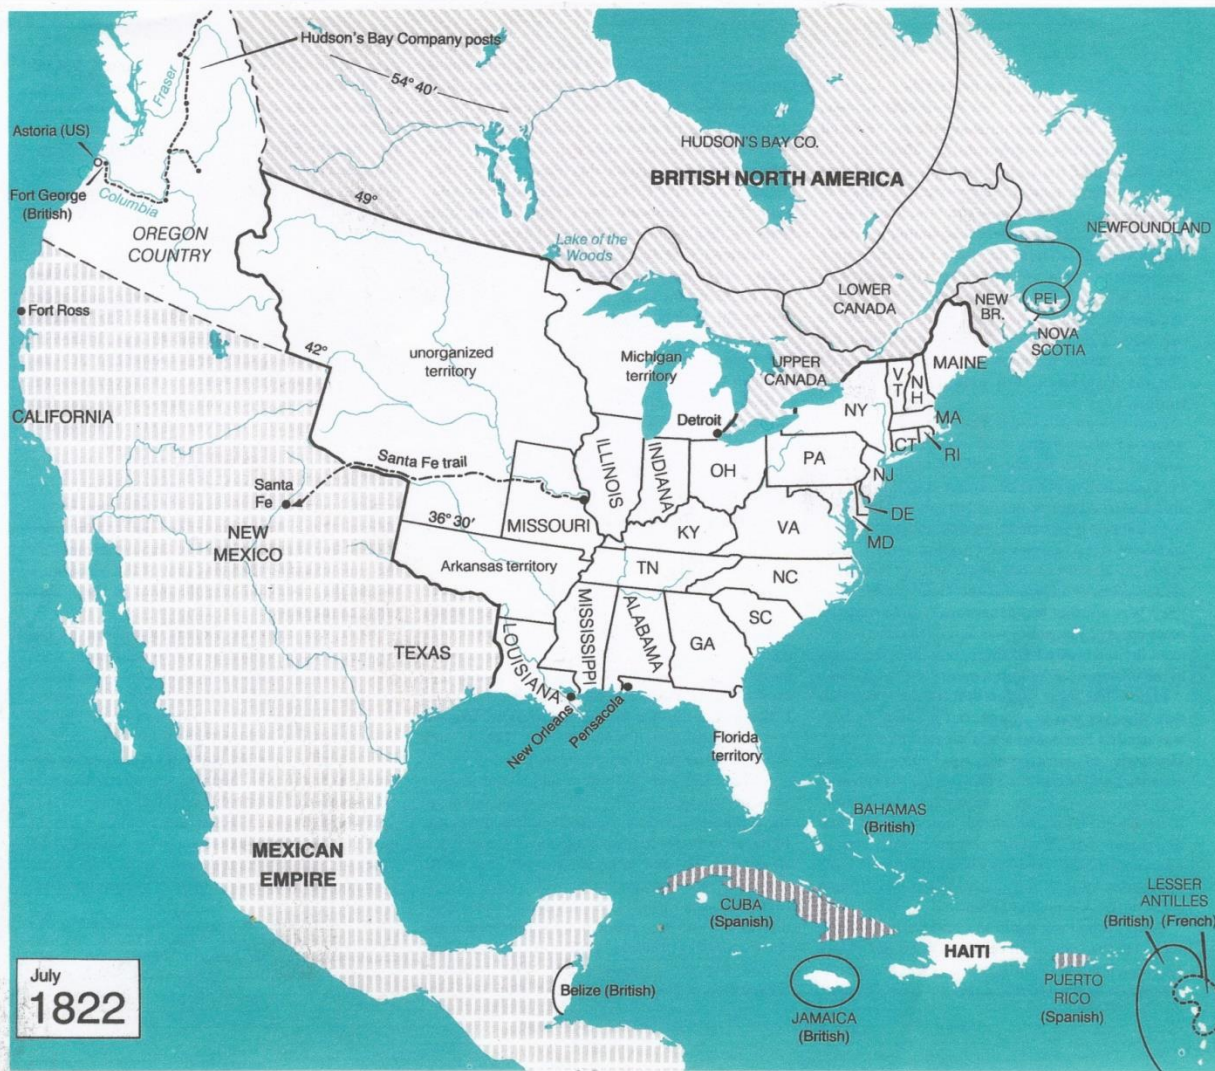 Hudson's Bay Company posts
Fraser
54° 40′
Astoria (US)
HUDSON'S BAY CO.
BRITISH NORTH AMERICA
Fort George
(British)
Columbia
49°
OREGON
COUNTRY
Lake of the
Woods
NEWFOUNDLAND
LOWER
CANADA
NEW
BR.
PEI
NOVA
SCOTIA
Fort Ross
42°
unorganized
territory
Michigan
territory
UPPER
CANADA
VT
NH
MAINE
CALIFORNIA
Detroit
NY
MA
CT
RI
Santa Fe trail
ILLINOIS
INDIANA
OH
PA
NJ
Santa
Fe
DE
MD
36° 30′
MISSOURI
KY
VA
NEW
MEXICO
Arkansas territory
TN
NC
MISSISSIPPI
ALABAMA
SC
GA
TEXAS
LOUISIANA
New Orleans
Pensacola
Florida
territory
BAHAMAS
(British)
MEXICAN
EMPIRE
CUBA
(Spanish)
LESSER
ANTILLES
(British) (French)
HAITI
Belize (British)
JAMAICA
(British)
PUERTO
RICO
(Spanish)
July
1822